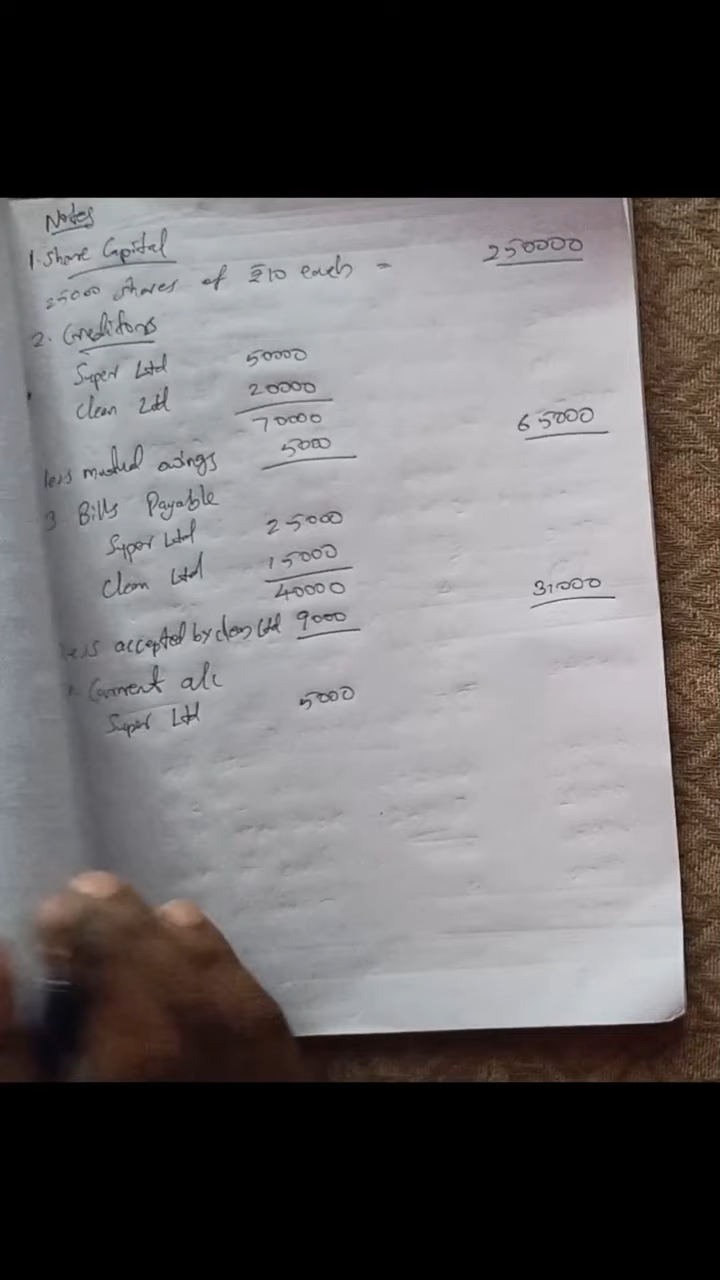 Notes
1. Share Capital
25000 shares of ₹10 each = 250000
2. Creditors
Super Ltd 50000
Clean Ltd 20000
70000
less mutual owings 5000 65000
3 Bills Payable
Super Ltd 25000
Clean Ltd 15000
40000
less accepted by clean Ltd 9000 31000
Current a/c
Super Ltd 5000